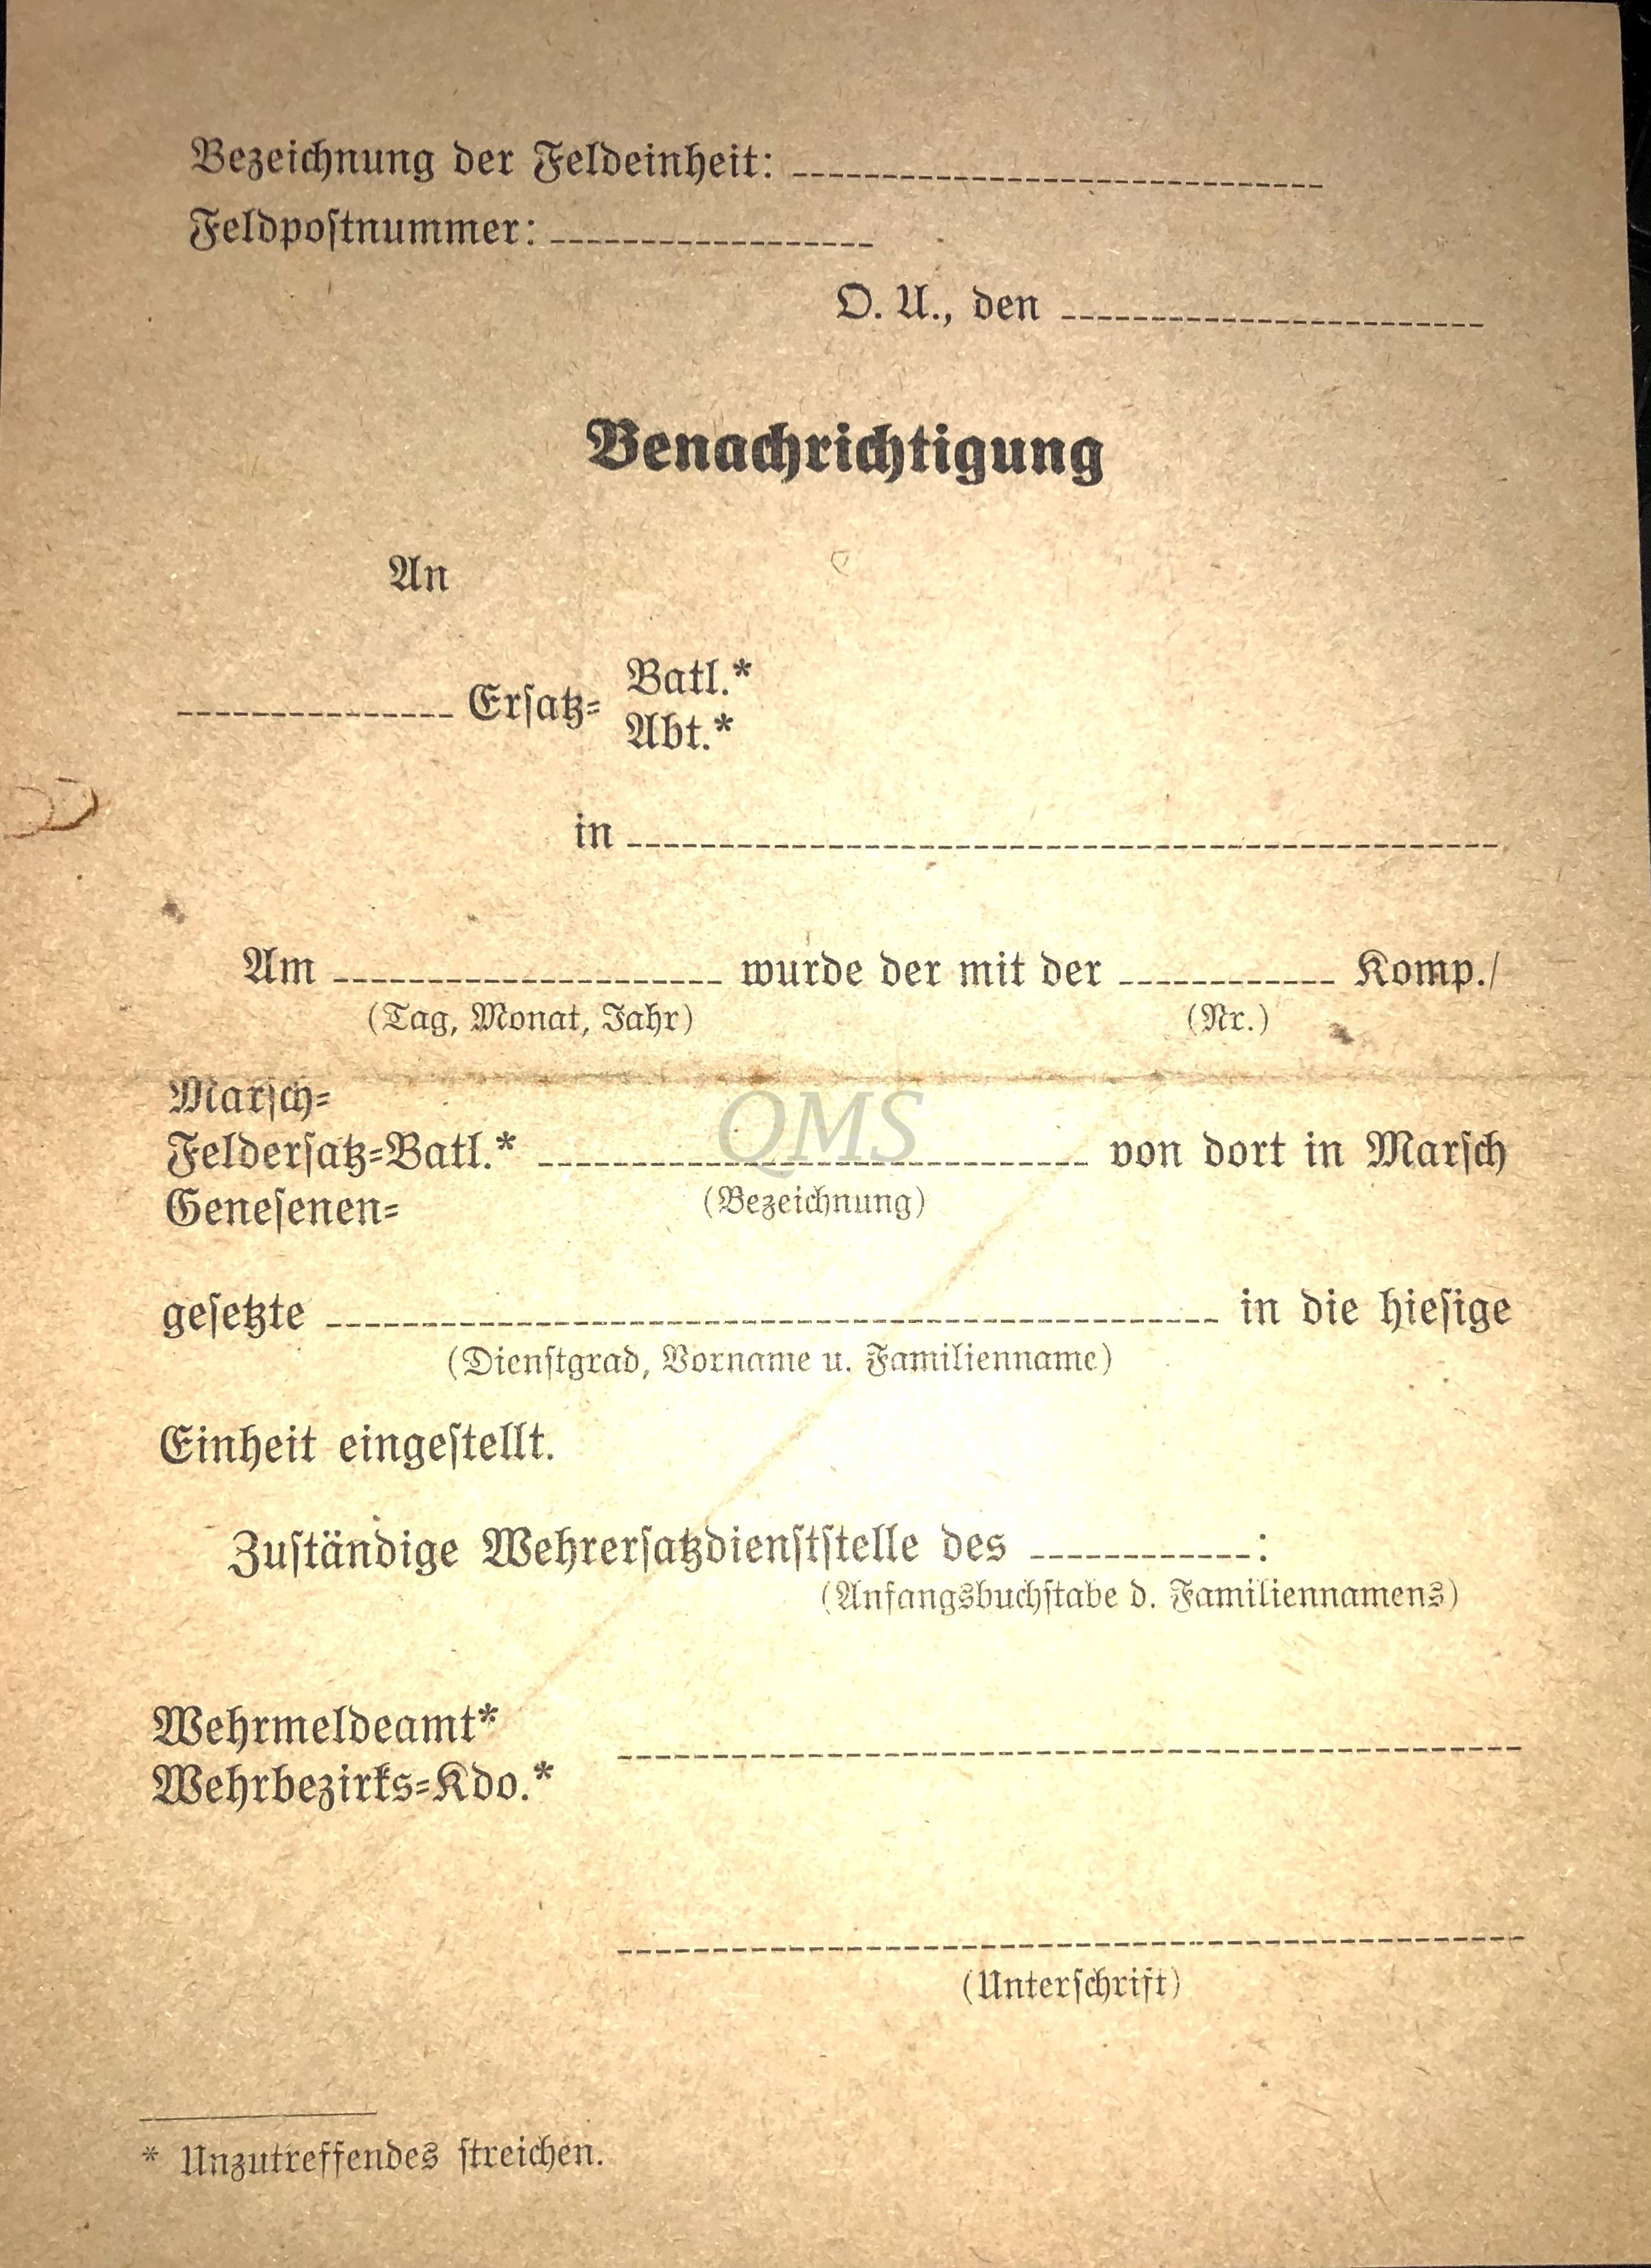 Bezeichnung der Feldeinheit:
Feldpostnummer:
O. U., den
Benachrichtigung
An
Ersatz= Batl.*
Abt.*
in
Am wurde der mit der Komp./
(Tag, Monat, Jahr) (Nr.)
Marsch=
QMS
Feldersatz=Batl.* von dort in Marsch
(Bezeichnung)
Genesenen=
gesetzte in die hiesige
(Dienstgrad, Vorname u. Familienname)
Einheit eingestellt.
Zuständige Wehrersatzdienststelle des :
(Anfangsbuchstabe d. Familiennamens)
Wehrmeldeamt*
Wehrbezirks=Kdo.*
(Unterschrift)
* Unzutreffendes streichen.